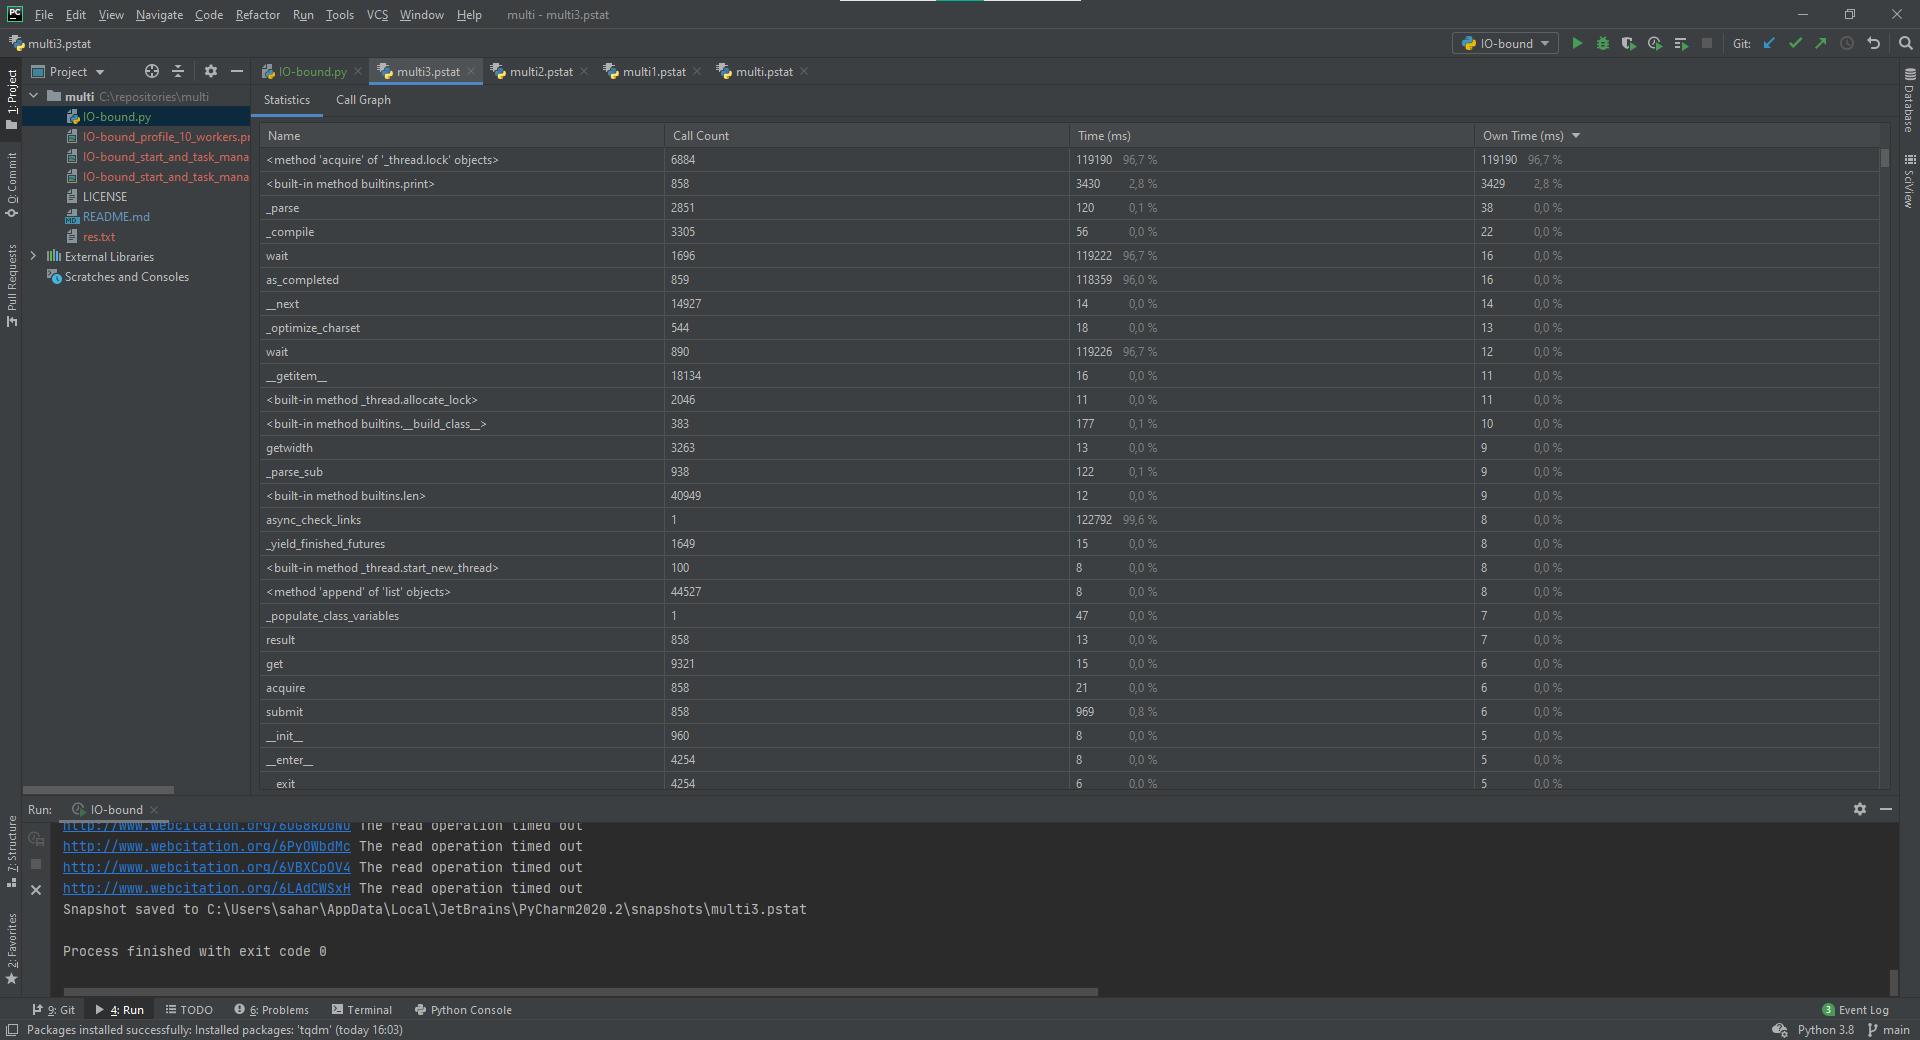 PC File Edit View Navigate Code Refactor Run Tools VCS Window Help multi - multi3.pstat
multi3.pstat IO-bound Git:
Project
IO-bound.py multi3.pstat multi2.pstat multi1.pstat multi.pstat
1: Project
0: Commit
Pull Requests
7: Structure
2: Favorites
multi C:\repositories\multi
IO-bound.py
IO-bound_profile_10_workers.pr
IO-bound_start_and_task_mana
IO-bound_start_and_task_mana
LICENSE
README.md
res.txt
External Libraries
Scratches and Consoles
Statistics Call Graph
Name Call Count Time (ms) Own Time (ms)
<method 'acquire' of '_thread.lock' objects> 6884 119190 96,7 % 119190 96,7 %
<built-in method builtins.print> 858 3430 2,8 % 3429 2,8 %
_parse 2851 120 0,1 % 38 0,0 %
_compile 3305 56 0,0 % 22 0,0 %
wait 1696 119222 96,7 % 16 0,0 %
as_completed 859 118359 96,0 % 16 0,0 %
__next 14927 14 0,0 % 14 0,0 %
_optimize_charset 544 18 0,0 % 13 0,0 %
wait 890 119226 96,7 % 12 0,0 %
__getitem__ 18134 16 0,0 % 11 0,0 %
<built-in method _thread.allocate_lock> 2046 11 0,0 % 11 0,0 %
<built-in method builtins.__build_class__> 383 177 0,1 % 10 0,0 %
getwidth 3263 13 0,0 % 9 0,0 %
_parse_sub 938 122 0,1 % 9 0,0 %
<built-in method builtins.len> 40949 12 0,0 % 9 0,0 %
async_check_links 1 122792 99,6 % 8 0,0 %
_yield_finished_futures 1649 15 0,0 % 8 0,0 %
<built-in method _thread.start_new_thread> 100 8 0,0 % 8 0,0 %
<method 'append' of 'list' objects> 44527 8 0,0 % 8 0,0 %
_populate_class_variables 1 47 0,0 % 7 0,0 %
result 858 13 0,0 % 7 0,0 %
get 9321 15 0,0 % 6 0,0 %
acquire 858 21 0,0 % 6 0,0 %
submit 858 969 0,8 % 6 0,0 %
__init__ 960 8 0,0 % 5 0,0 %
__enter__ 4254 8 0,0 % 5 0,0 %
exit 4254 6 0,0 % 5 0,0 %
Database
SciView
Run: IO-bound
The read operation timed out
http://www.webcitation.org/6PyOWbdMc The read operation timed out
http://www.webcitation.org/6VBXCpOV4 The read operation timed out
http://www.webcitation.org/6LAdCWSxH The read operation timed out
Snapshot saved to C:\Users\sahar\AppData\Local\JetBrains\PyCharm2020.2\snapshots\multi3.pstat
Process finished with exit code 0
9: Git 4: Run TODO 6: Problems Terminal Python Console 3 Event Log
Packages installed successfully: Installed packages: 'tqdm' (today 16:03) Python 3.8 main